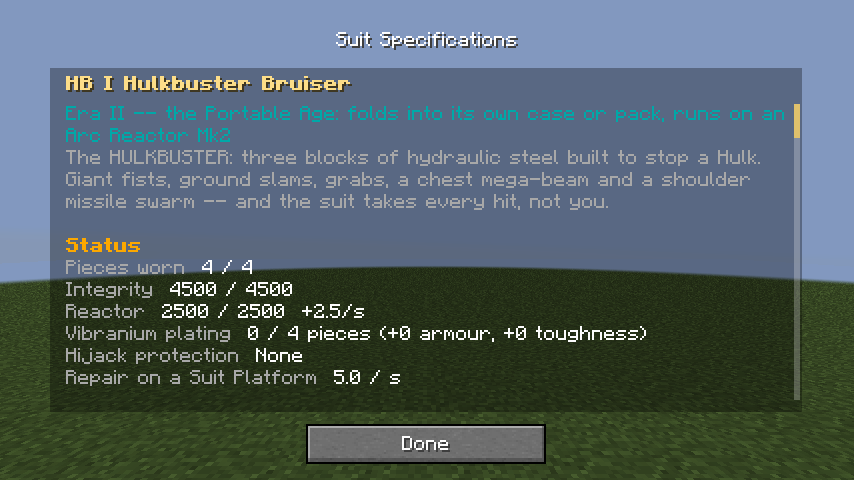 Suit Specifications
HB I Hulkbuster Bruiser
Era II -- the Portable Age: folds into its own case or pack, runs on an
Arc Reactor Mk2
The HULKBUSTER: three blocks of hydraulic steel built to stop a Hulk.
Giant fists, ground slams, grabs, a chest mega-beam and a shoulder
missile swarm -- and the suit takes every hit, not you.
Status
Pieces worn 4 / 4
Integrity 4500 / 4500
Reactor 2500 / 2500 +2.5/s
Vibranium plating 0 / 4 pieces (+0 armour, +0 toughness)
Hijack protection None
Repair on a Suit Platform 5.0 / s
Done